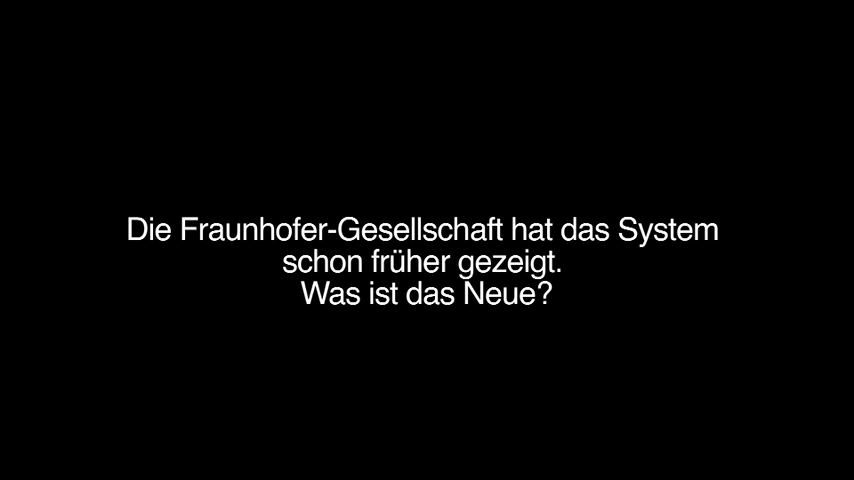 Die Fraunhofer-Gesellschaft hat das System
schon früher gezeigt.
Was ist das Neue?